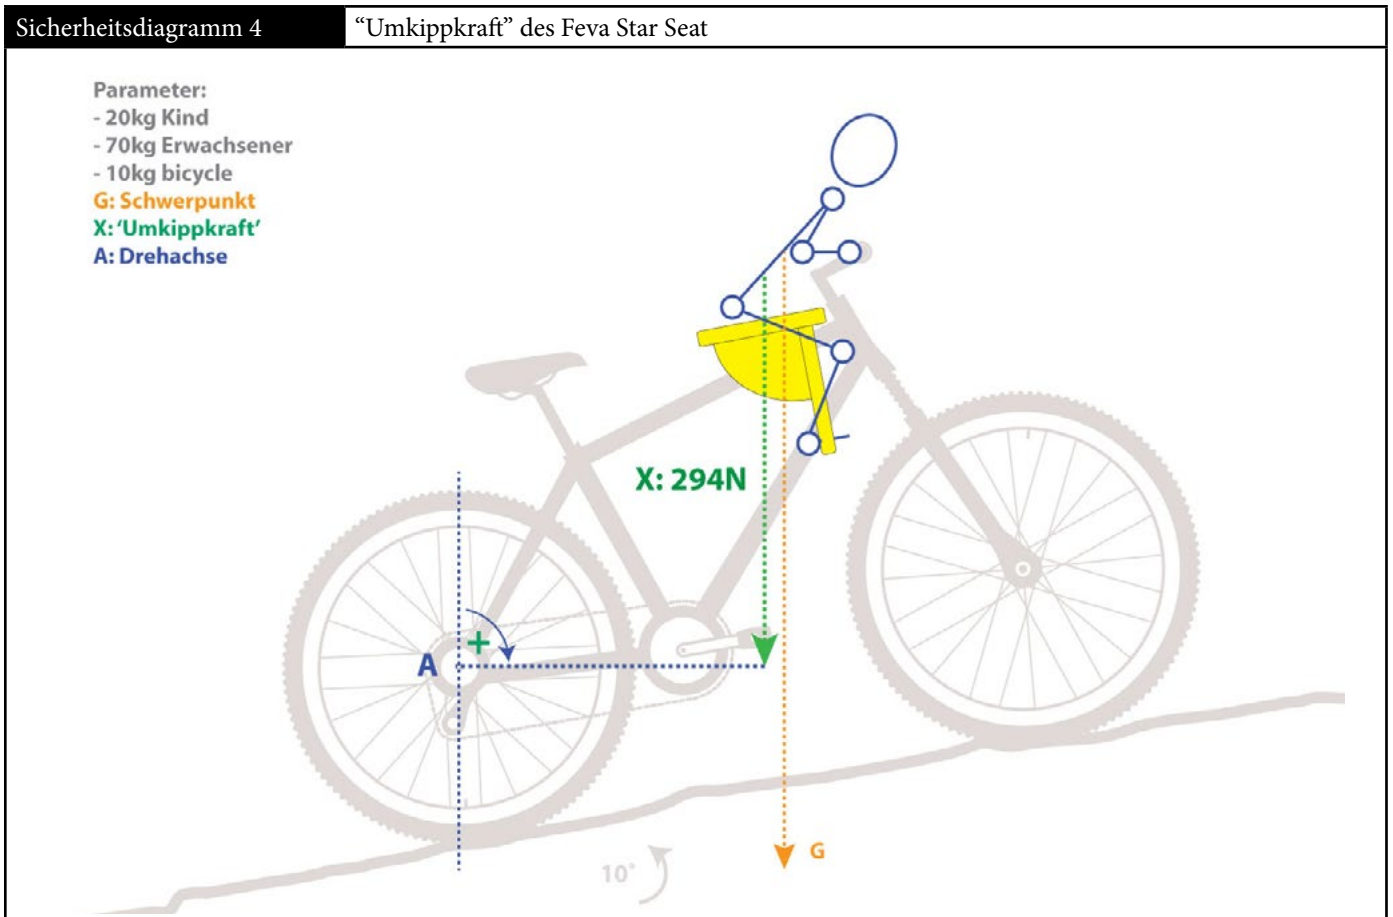 Sicherheitsdiagramm 4
“Umkippkraft” des Feva Star Seat
Parameter:
- 20kg Kind
- 70kg Erwachsener
- 10kg bicycle
G: Schwerpunkt
X: ‘Umkippkraft’
A: Drehachse
X: 294N
+
A
G
10°